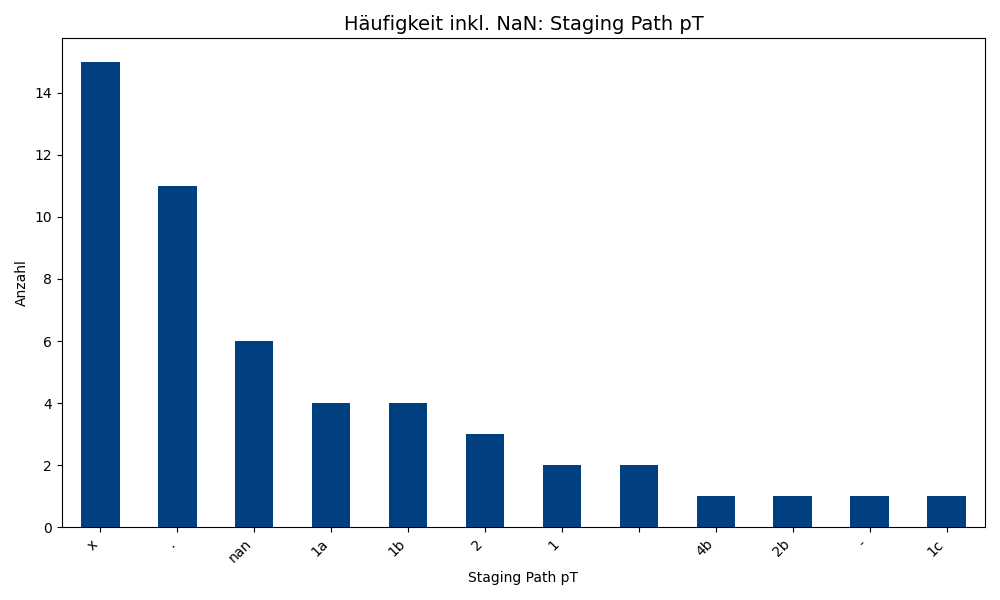 Häufigkeit inkl. NaN: Staging Path pT
Anzahl
14
12
10
8
6
4
2
0
x
.
nan
1a
1b
2
1
4b
2b
-
1c
Staging Path pT